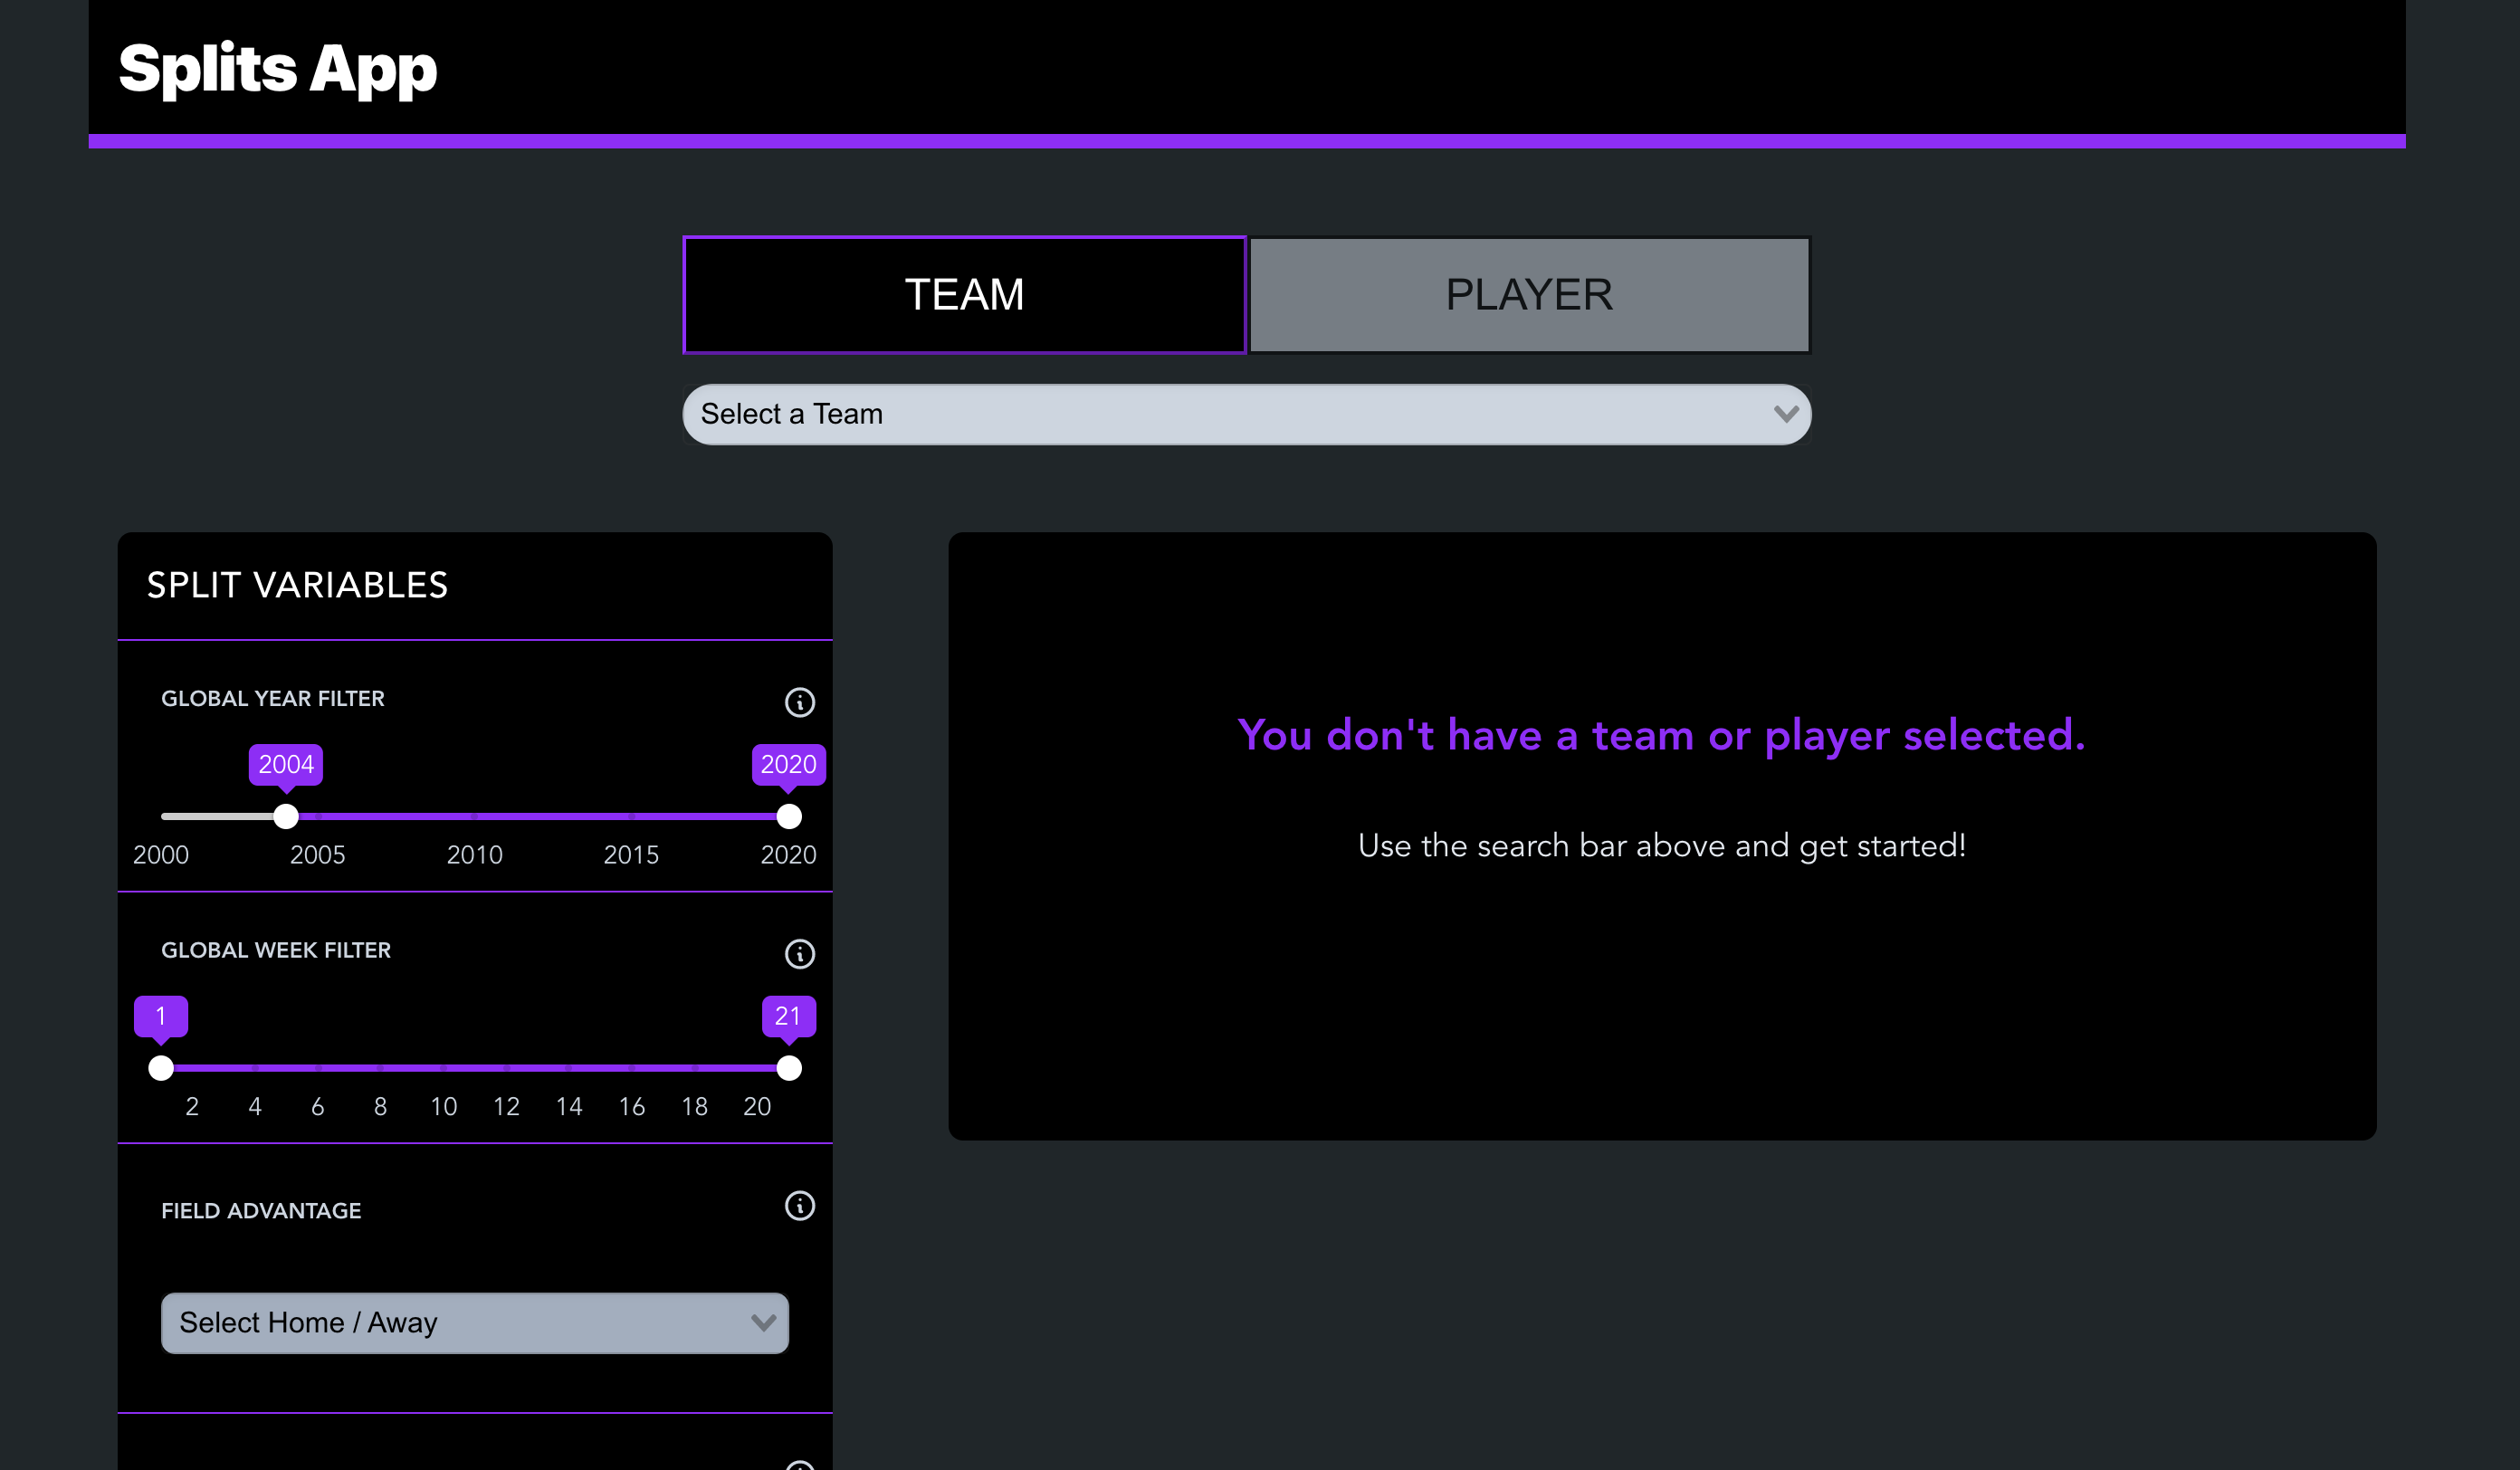 Splits App
TEAM
PLAYER
Select a Team
SPLIT VARIABLES
GLOBAL YEAR FILTER
2004
2020
2000
2005
2010
2015
2020
GLOBAL WEEK FILTER
1
21
2
4
6
8
10
12
14
16
18
20
FIELD ADVANTAGE
Select Home / Away
You don't have a team or player selected.
Use the search bar above and get started!